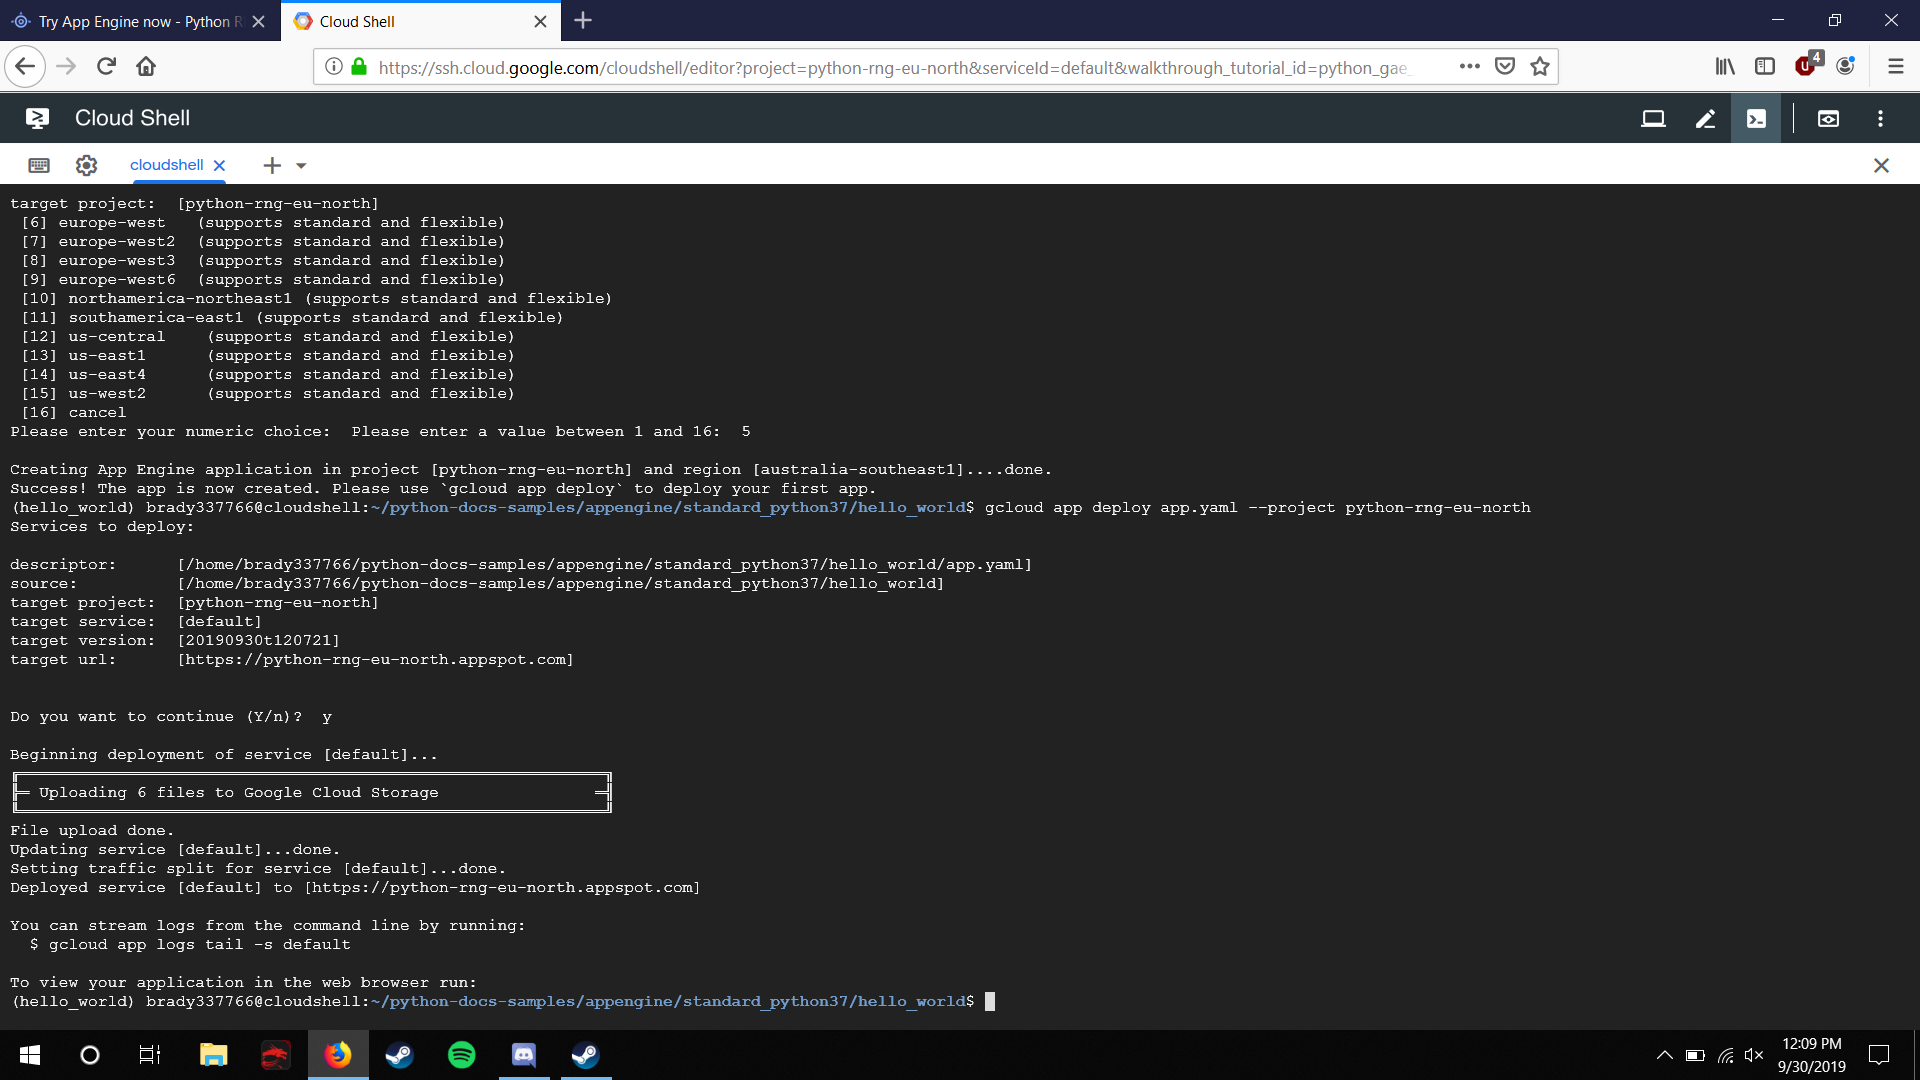 Try App Engine now - Python R
Cloud Shell
https://ssh.cloud.google.com/cloudshell/editor?project=python-rng-eu-north&serviceId=default&walkthrough_tutorial_id=python_gae_
4
Cloud Shell
cloudshell
target project:  [python-rng-eu-north]
[6] europe-west   (supports standard and flexible)
[7] europe-west2  (supports standard and flexible)
[8] europe-west3  (supports standard and flexible)
[9] europe-west6  (supports standard and flexible)
[10] northamerica-northeast1 (supports standard and flexible)
[11] southamerica-east1 (supports standard and flexible)
[12] us-central    (supports standard and flexible)
[13] us-east1      (supports standard and flexible)
[14] us-east4      (supports standard and flexible)
[15] us-west2      (supports standard and flexible)
[16] cancel
Please enter your numeric choice:  Please enter a value between 1 and 16:  5
Creating App Engine application in project [python-rng-eu-north] and region [australia-southeast1]....done.
Success! The app is now created. Please use `gcloud app deploy` to deploy your first app.
(hello_world) brady337766@cloudshell:~/python-docs-samples/appengine/standard_python37/hello_world$ gcloud app deploy app.yaml --project python-rng-eu-north
Services to deploy:
descriptor:      [/home/brady337766/python-docs-samples/appengine/standard_python37/hello_world/app.yaml]
source:          [/home/brady337766/python-docs-samples/appengine/standard_python37/hello_world]
target project:  [python-rng-eu-north]
target service:  [default]
target version:  [20190930t120721]
target url:      [https://python-rng-eu-north.appspot.com]
Do you want to continue (Y/n)?  y
Beginning deployment of service [default]...
Uploading 6 files to Google Cloud Storage
File upload done.
Updating service [default]...done.
Setting traffic split for service [default]...done.
Deployed service [default] to [https://python-rng-eu-north.appspot.com]
You can stream logs from the command line by running:
$ gcloud app logs tail -s default
To view your application in the web browser run:
(hello_world) brady337766@cloudshell:~/python-docs-samples/appengine/standard_python37/hello_world$
12:09 PM
9/30/2019